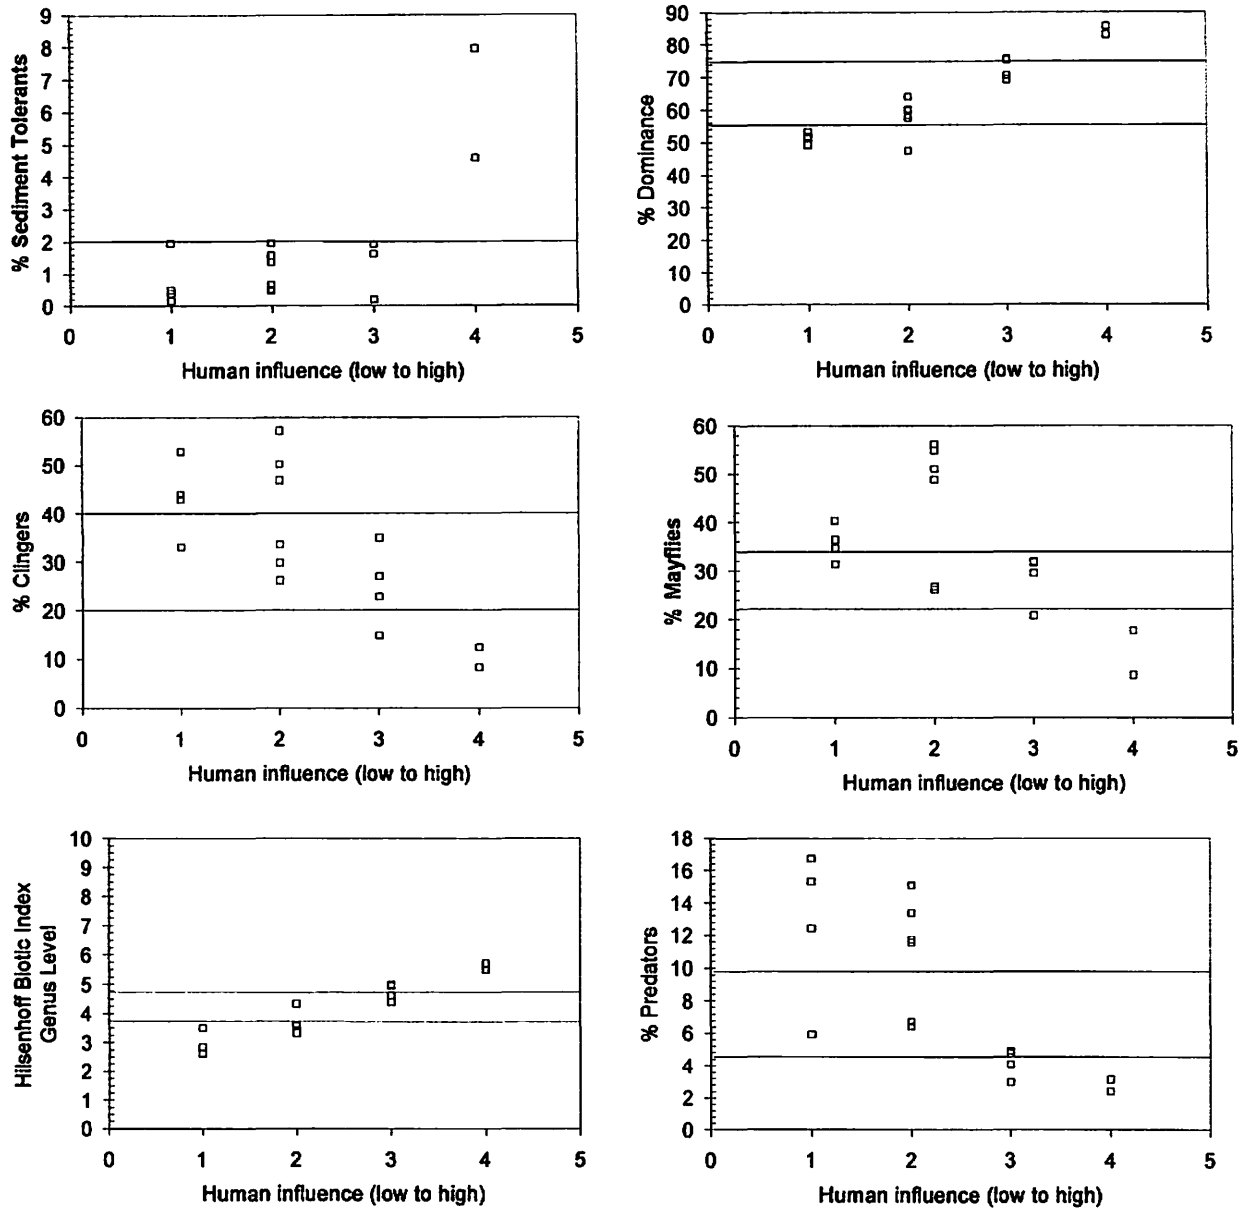 % Sediment Tolerants
9
8
7
6
5
4
3
2
1
0
0 1 2 3 4 5
Human influence (low to high)
% Dominance
90
80
70
60
50
40
30
20
10
0
0 1 2 3 4 5
Human influence (low to high)
% Clingers
60
50
40
30
20
10
0
0 1 2 3 4 5
Human influence (low to high)
% Mayflies
60
50
40
30
20
10
0
0 1 2 3 4 5
Human influence (low to high)
Hilsenhoff Biotic Index
Genus Level
10
9
8
7
6
5
4
3
2
1
0
0 1 2 3 4 5
Human influence (low to high)
% Predators
18
16
14
12
10
8
6
4
2
0
0 1 2 3 4 5
Human influence (low to high)